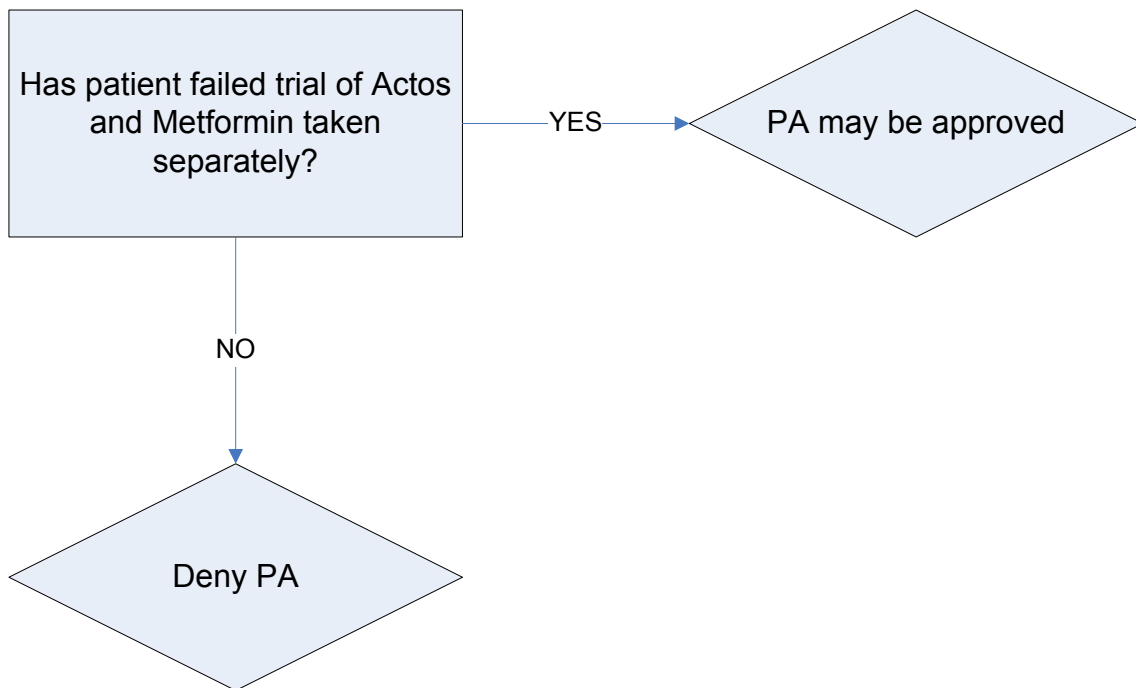 Has patient failed trial of Actos
and Metformin taken
separately?
YES
PA may be approved
NO
Deny PA